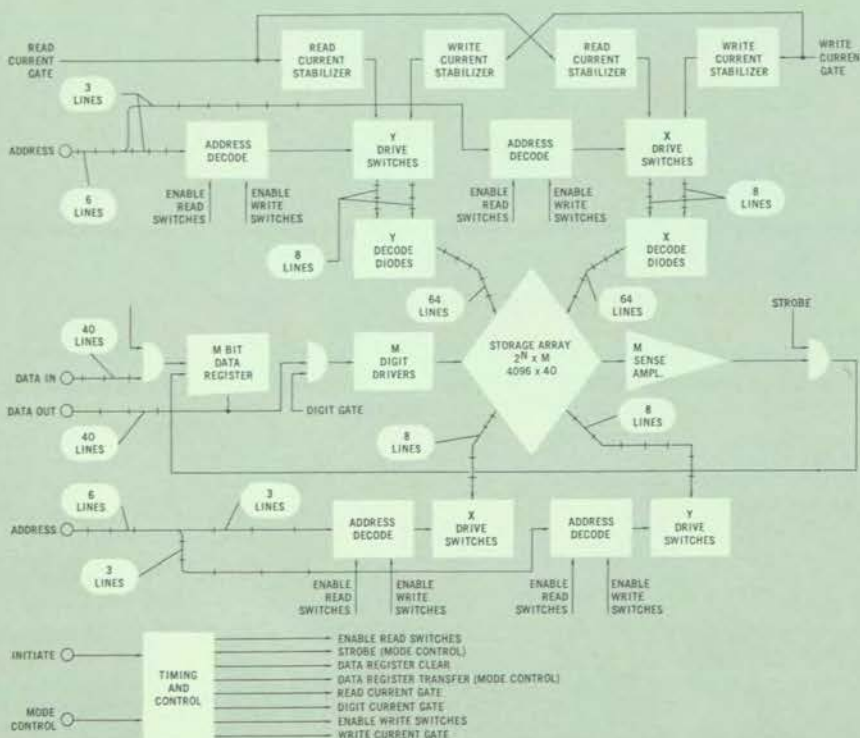 READ
CURRENT
GATE
READ
CURRENT
STABILIZER
WRITE
CURRENT
STABILIZER
READ
CURRENT
STABILIZER
WRITE
CURRENT
STABILIZER
WRITE
CURRENT
GATE
3
LINES
ADDRESS
6
LINES
ADDRESS
DECODE
ENABLE
READ
SWITCHES
ENABLE
WRITE
SWITCHES
Y
DRIVE
SWITCHES
ADDRESS
DECODE
ENABLE
READ
SWITCHES
ENABLE
WRITE
SWITCHES
X
DRIVE
SWITCHES
8
LINES
8
LINES
Y
DECODE
DIODES
X
DECODE
DIODES
64
LINES
64
LINES
STROBE
40
LINES
DATA IN
M BIT
DATA
REGISTER
M
DIGIT
DRIVERS
STORAGE ARRAY
2^N x M
4096 x 40
M
SENSE
AMPL.
DATA OUT
40
LINES
DIGIT GATE
8
LINES
8
LINES
6
LINES
3
LINES
ADDRESS
3
LINES
ADDRESS
DECODE
X
DRIVE
SWITCHES
ADDRESS
DECODE
Y
DRIVE
SWITCHES
ENABLE
READ
SWITCHES
ENABLE
WRITE
SWITCHES
ENABLE
READ
SWITCHES
ENABLE
WRITE
SWITCHES
INITIATE
MODE
CONTROL
TIMING
AND
CONTROL
ENABLE READ SWITCHES
STROBE (MODE CONTROL)
DATA REGISTER CLEAR
DATA REGISTER TRANSFER (MODE CONTROL)
READ CURRENT GATE
DIGIT CURRENT GATE
ENABLE WRITE SWITCHES
WRITE CURRENT GATE